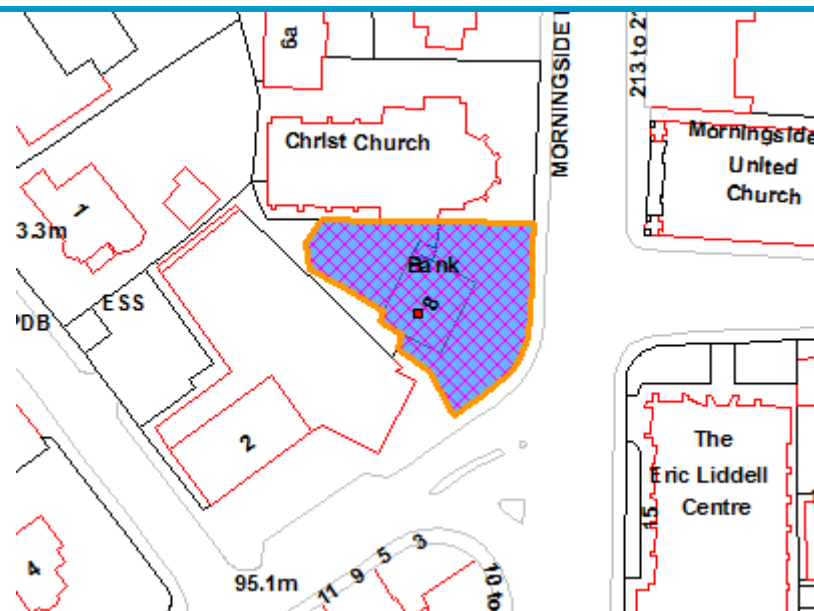 6a
MORNINGSIDE
213 to 2
Christ Church
Morningside
United
Church
1
3.3m
Bank
8
ESS
PDB
2
The
Eric Liddell
Centre
15
4
95.1m
11 9 5 3
10 to